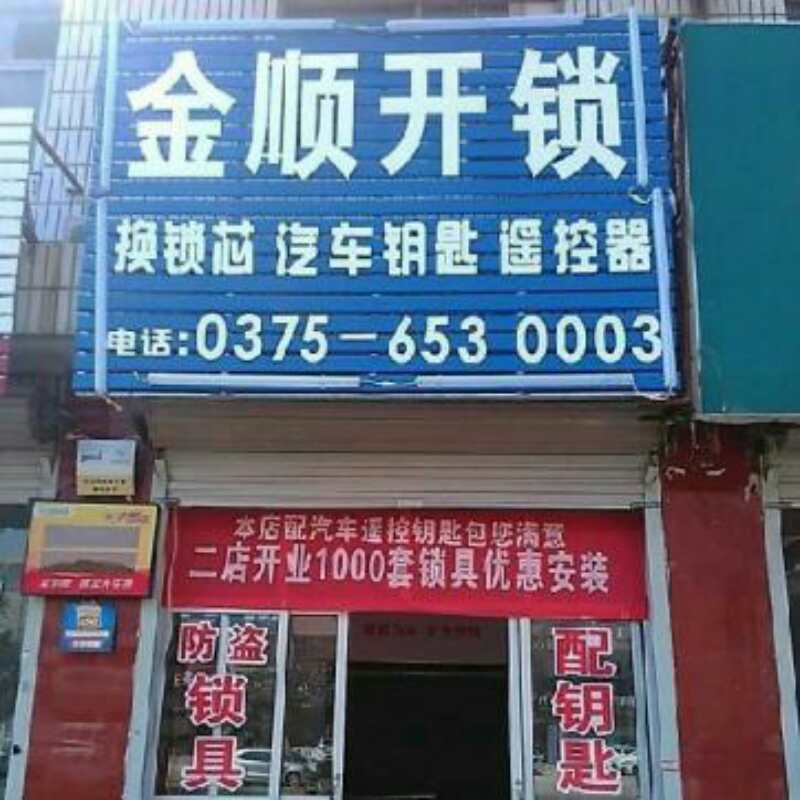 金顺开锁
换锁芯 汽车钥匙 遥控器
电话:0375-653 0003
本店配汽车遥控钥匙包您满意
二店开业1000套锁具优惠安装
防盗
锁具
配钥匙